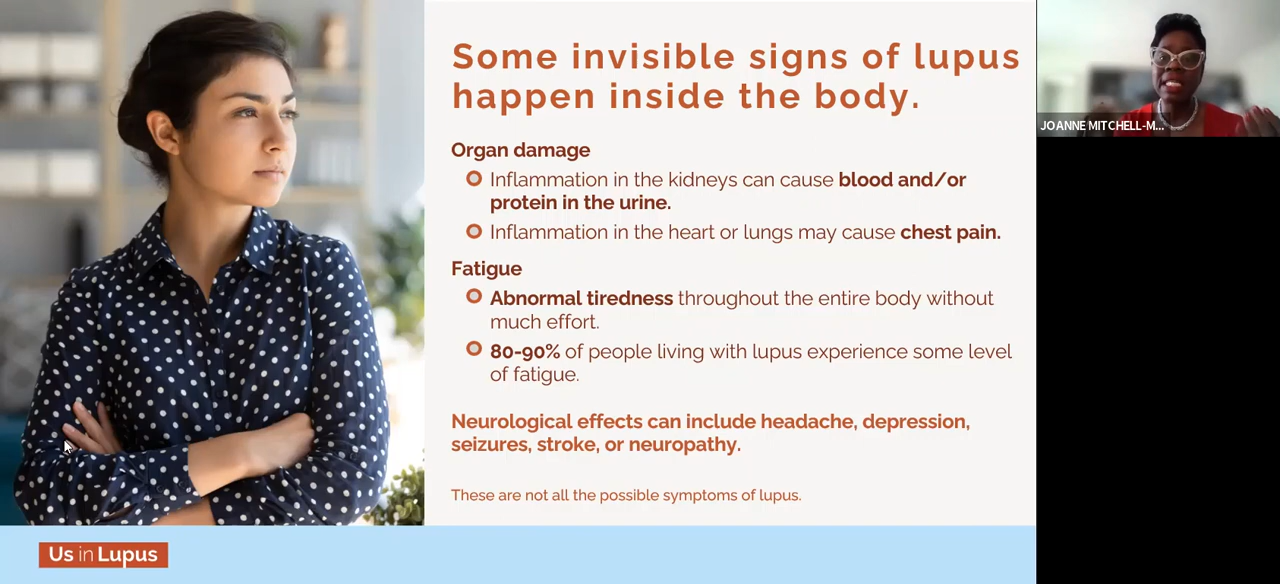 Some invisible signs of lupus
happen inside the body.
JOANNE MITCHELL-M...
Organ damage
Inflammation in the kidneys can cause blood and/or
protein in the urine.
Inflammation in the heart or lungs may cause chest pain.
Fatigue
Abnormal tiredness throughout the entire body without
much effort.
80-90% of people living with lupus experience some level
of fatigue.
Neurological effects can include headache, depression,
seizures, stroke, or neuropathy.
These are not all the possible symptoms of lupus.
Us in Lupus